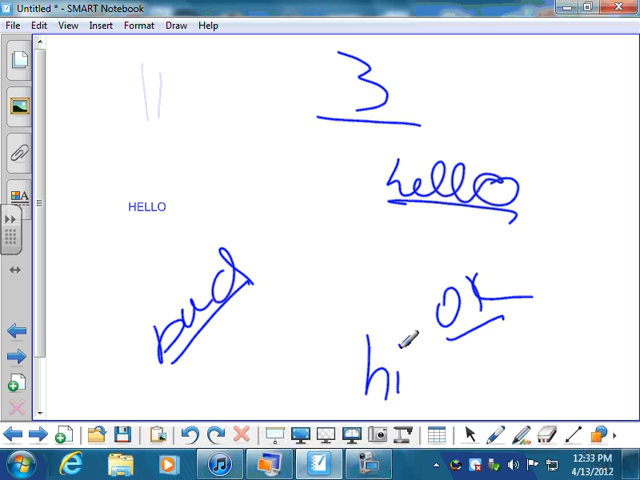 Untitled * - SMART Notebook
File Edit View Insert Format Draw Help
3
hello
HELLO
ok
hi
12:33 PM
4/13/2012